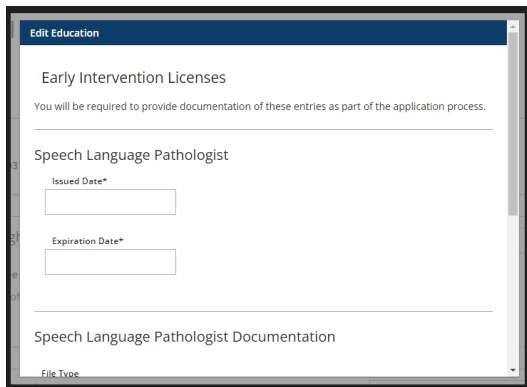 Edit Education
Early Intervention Licenses
You will be required to provide documentation of these entries as part of the application process.
Speech Language Pathologist
Issued Date*
Expiration Date*
Speech Language Pathologist Documentation
File Type